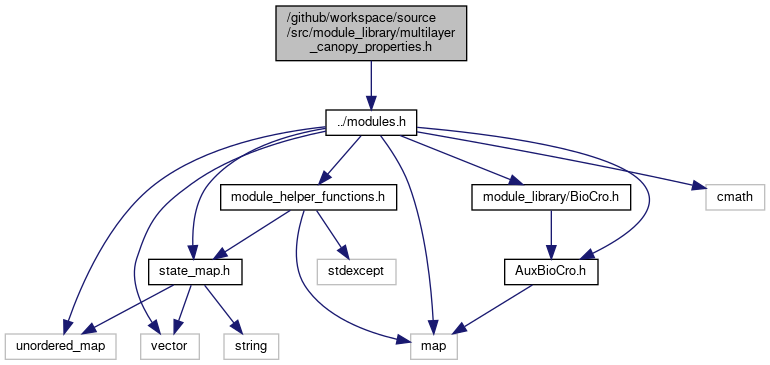 /github/workspace/source
/src/module_library/multilayer
_canopy_properties.h
../modules.h
module_helper_functions.h
module_library/BioCro.h
cmath
state_map.h
stdexcept
AuxBioCro.h
unordered_map
vector
string
map